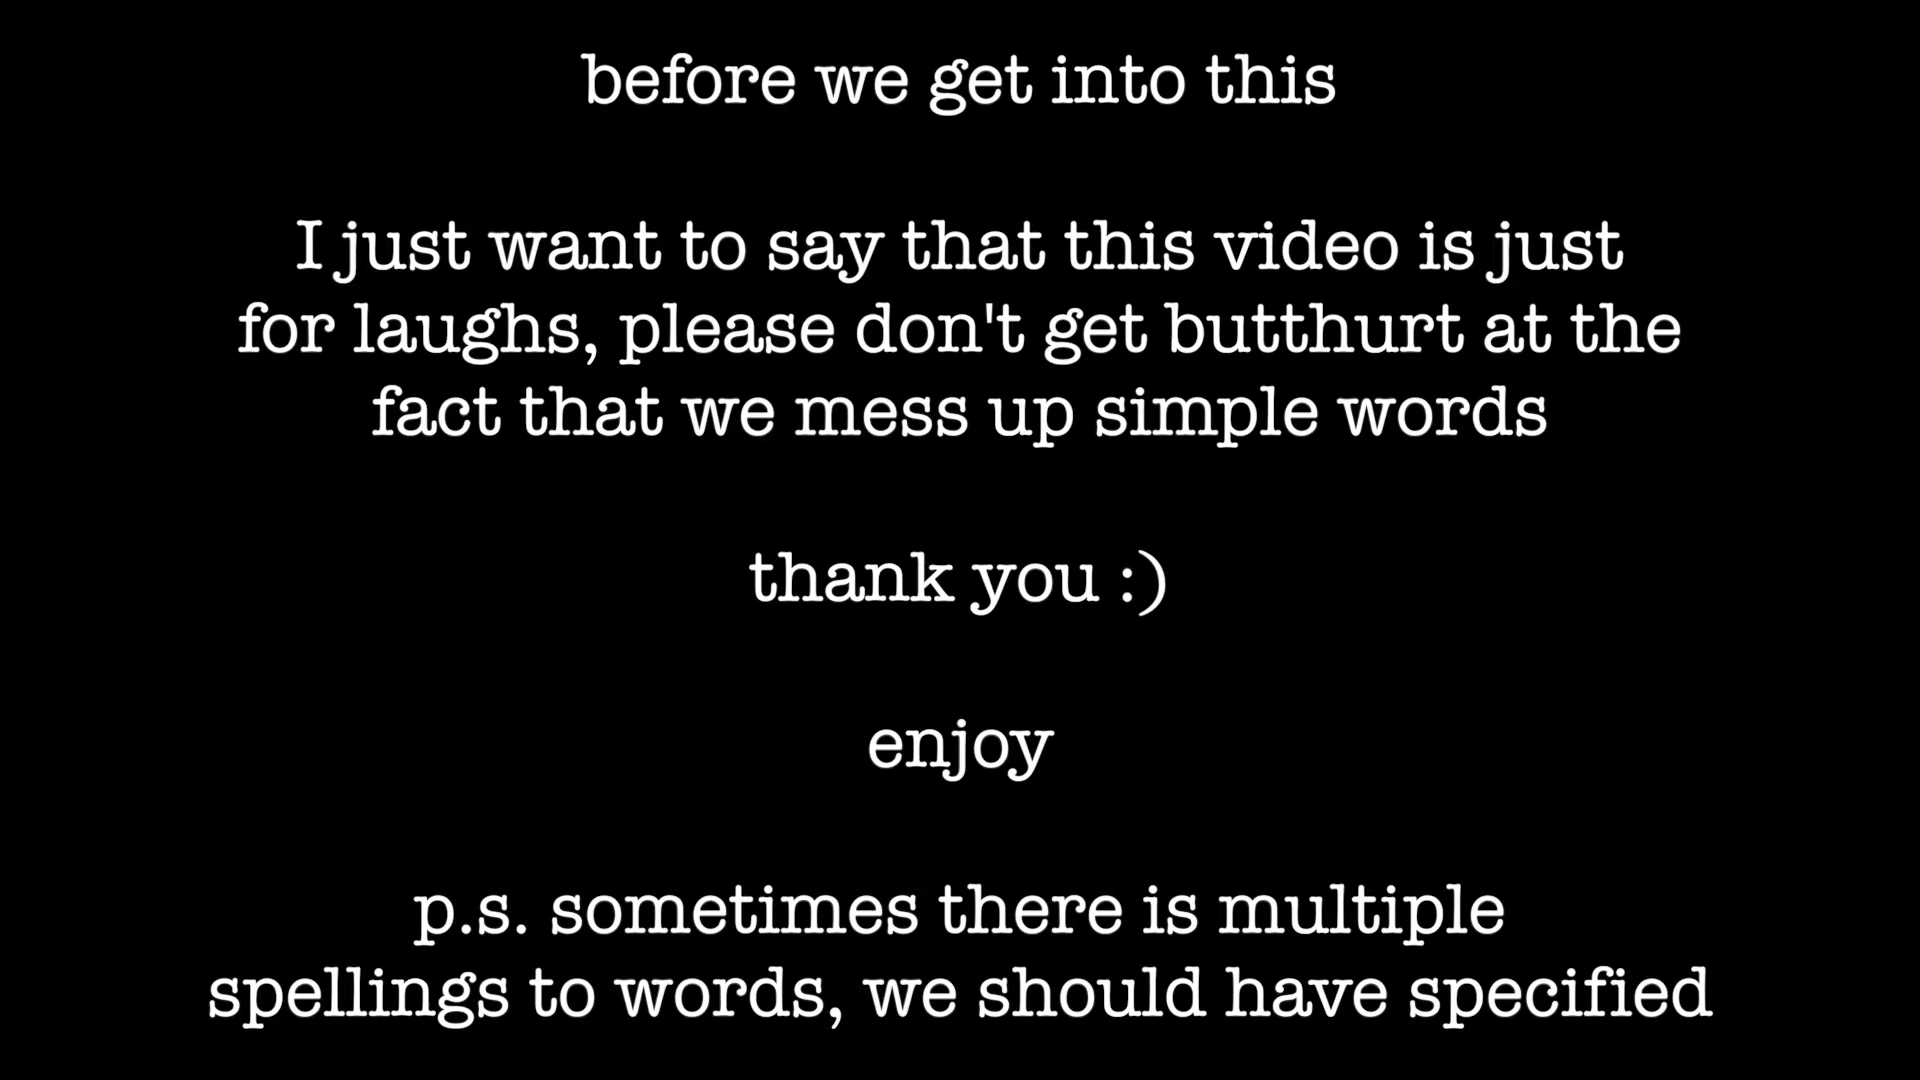 before we get into this
I just want to say that this video is just
for laughs, please don't get butthurt at the
fact that we mess up simple words
thank you :)
enjoy
p.s. sometimes there is multiple
spellings to words, we should have specified